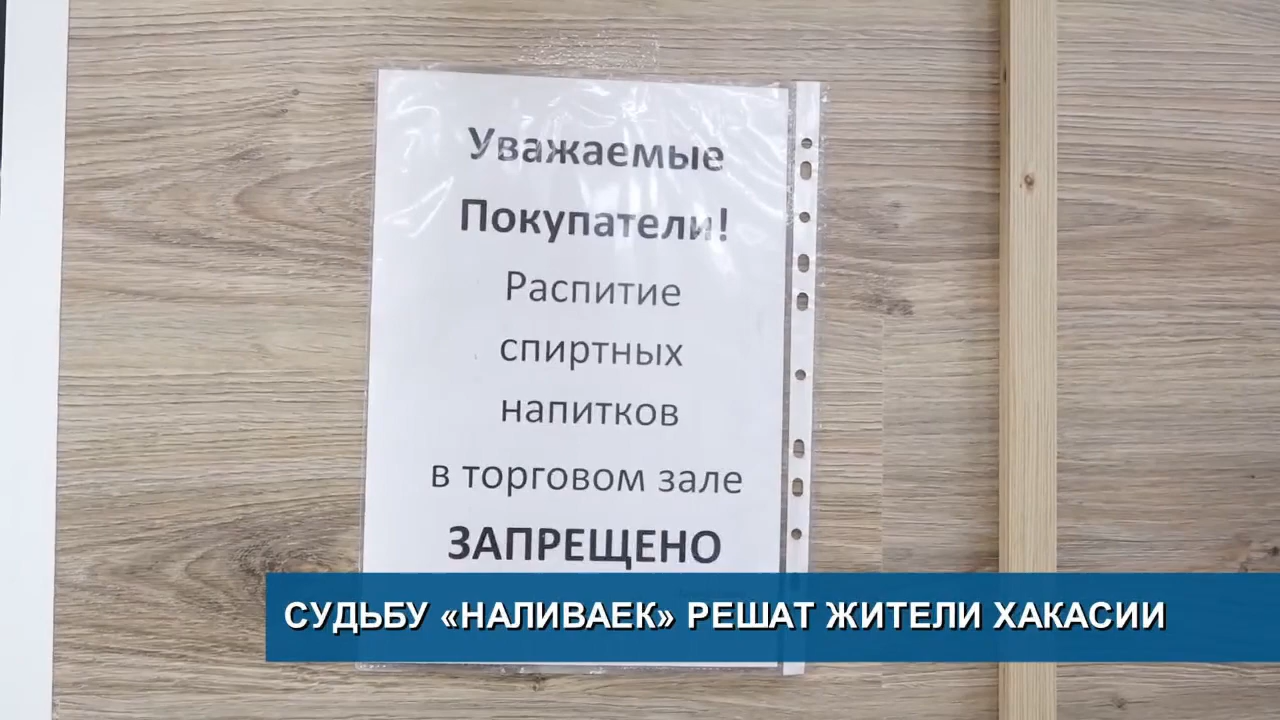 Уважаемые
Покупатели!
Распитие
спиртных
напитков
в торговом зале
ЗАПРЕЩЕНО
СУДЬБУ «НАЛИВАЕК» РЕШАТ ЖИТЕЛИ ХАКАСИИ